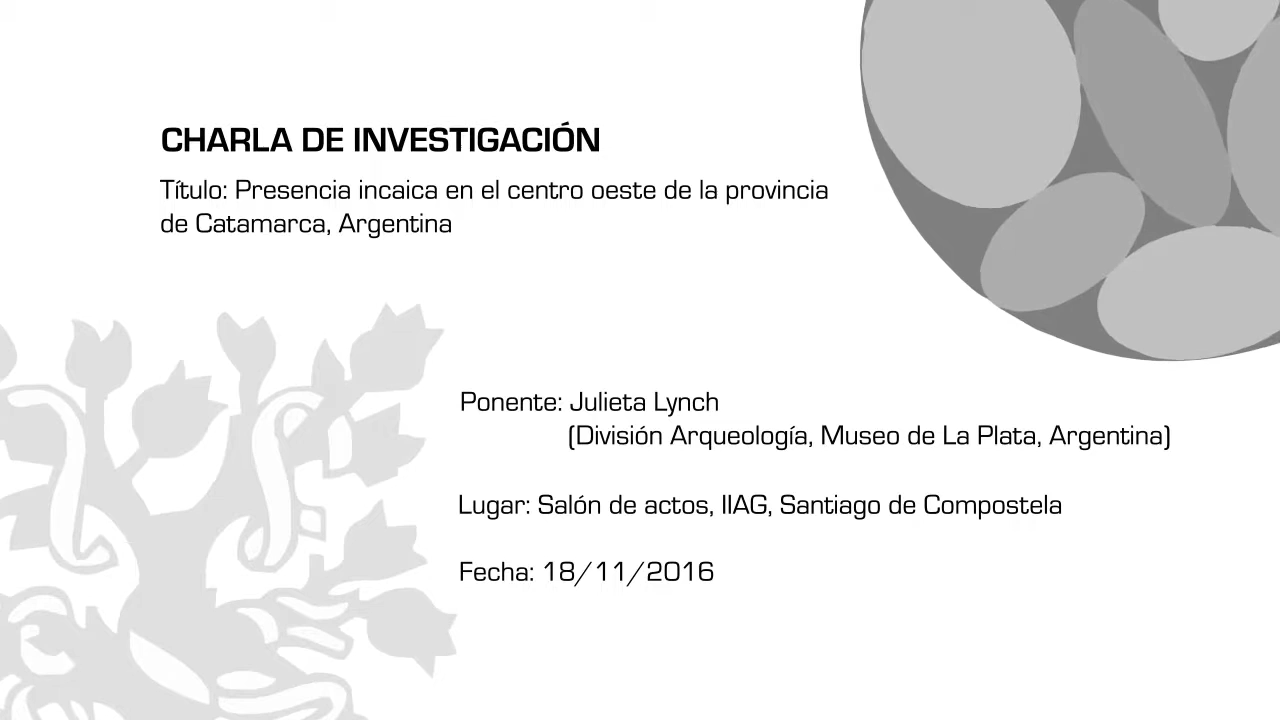 CHARLA DE INVESTIGACIÓN
Título: Presencia incaica en el centro oeste de la provincia
de Catamarca, Argentina
Ponente: Julieta Lynch
(División Arqueología, Museo de La Plata, Argentina)
Lugar: Salón de actos, IIAG, Santiago de Compostela
Fecha: 18/11/2016